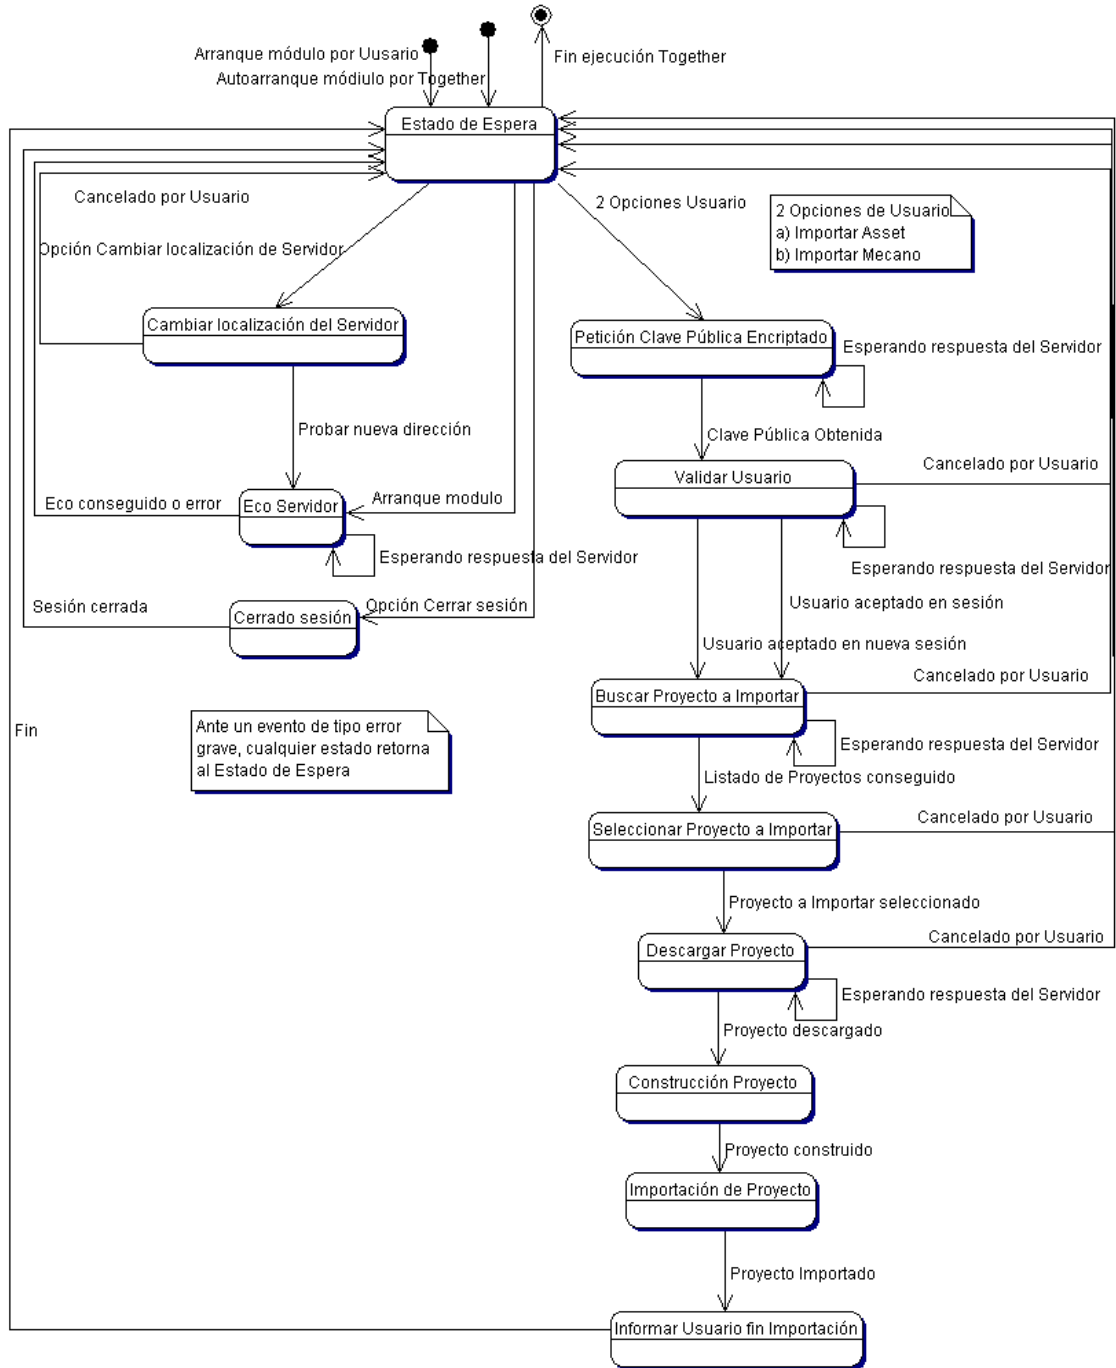 Arranque módulo por Uusario
Autoarranque módiulo por Together
Fin ejecución Together
Estado de Espera
Cancelado por Usuario
2 Opciones Usuario
2 Opciones de Usuario
a) Importar Asset
b) Importar Mecano
Opción Cambiar localización de Servidor
Cambiar localización del Servidor
Petición Clave Pública Encriptado
Esperando respuesta del Servidor
Probar nueva dirección
Clave Pública Obtenida
Validar Usuario
Cancelado por Usuario
Eco conseguido o error
Eco Servidor
Arranque modulo
Esperando respuesta del Servidor
Esperando respuesta del Servidor
Sesión cerrada
Cerrado sesión
Opción Cerrar sesión
Usuario aceptado en sesión
Usuario aceptado en nueva sesión
Buscar Proyecto a Importar
Cancelado por Usuario
Fin
Ante un evento de tipo error
grave, cualquier estado retorna
al Estado de Espera
Esperando respuesta del Servidor
Listado de Proyectos conseguido
Seleccionar Proyecto a Importar
Cancelado por Usuario
Proyecto a Importar seleccionado
Descargar Proyecto
Cancelado por Usuario
Esperando respuesta del Servidor
Proyecto descargado
Construcción Proyecto
Proyecto construido
Importación de Proyecto
Proyecto Importado
Informar Usuario fin Importación